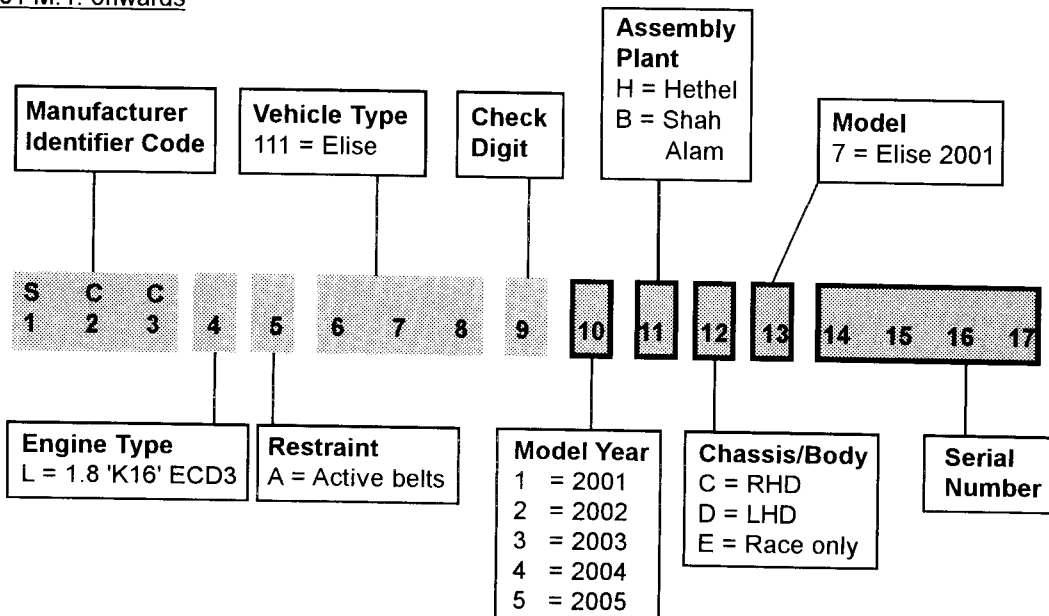 M.Y. onwards
Assembly
Plant
H = Hethel
B = Shah
Alam
Manufacturer
Identifier Code
Vehicle Type
111 = Elise
Check
Digit
Model
7 = Elise 2001
S C C
1 2 3 4 5 6 7 8 9 10 11 12 13 14 15 16 17
Engine Type
L = 1.8 'K16' ECD3
Restraint
A = Active belts
Model Year
1 = 2001
2 = 2002
3 = 2003
4 = 2004
5 = 2005
Chassis/Body
C = RHD
D = LHD
E = Race only
Serial
Number